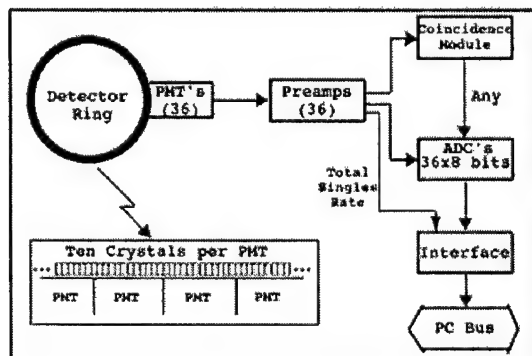 Detector
Ring
PMT's
(36)
Preamps
(36)
Coincidence
Module
Any
ADC's
36x8 bits
Total
Singles
Rate
Interface
PC Bus
Ten Crystals per PMT
... ...
PMT PMT PMT PMT